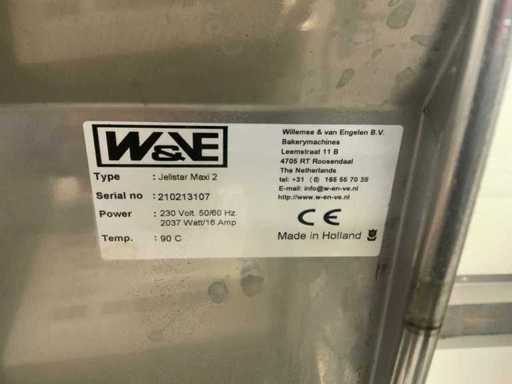 W&VE
Willemse & van Engelen B.V.
Bakerymachines
Leemstraat 11 B
4705 RT Roosendaal
The Netherlands
tel: +31 (0) 165 55 70 35
E-mail: info@w-en-ve.nl
http://www.w-en-ve.nl
Type : Jelistar Maxi 2
Serial no : 210213107
Power : 230 Volt. 50/60 Hz
2037 Watt/16 Amp
Temp. : 90 C
CE
Made in Holland